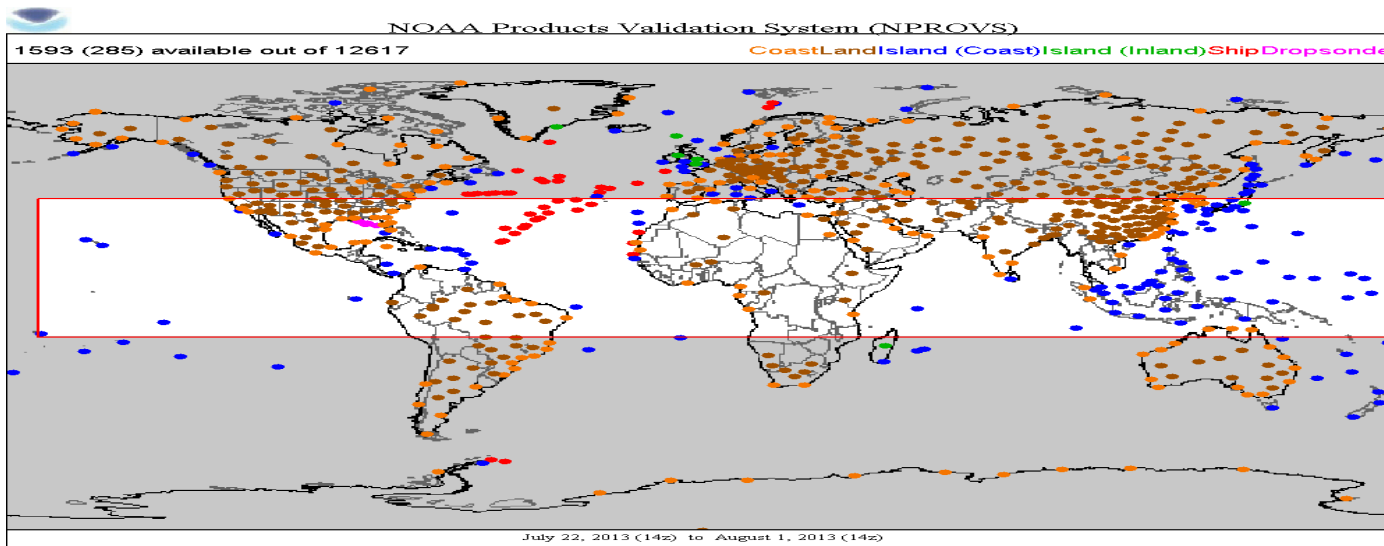 NOAA Products Validation System (NPROVS)
1593 (285) available out of 12617 CoastLandIsland (Coast)Island (Inland)ShipDropsonde
July 22, 2013 (14z) to August 1, 2013 (14z)